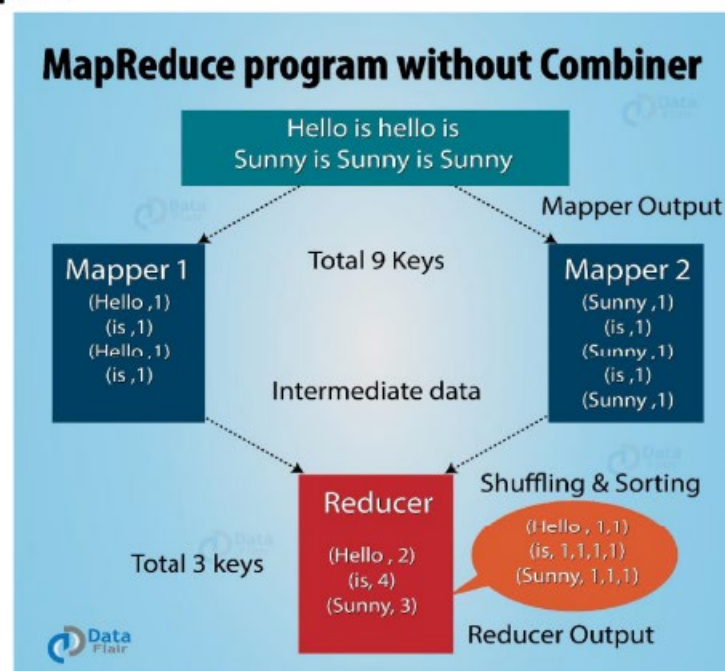 MapReduce program without Combiner
Hello is hello is
Sunny is Sunny is Sunny
Mapper Output
Mapper 1
(Hello ,1)
(is ,1)
(Hello ,1)
(is ,1)
Total 9 Keys
Mapper 2
(Sunny ,1)
(is ,1)
(Sunny ,1)
(is ,1)
(Sunny ,1)
Intermediate data
Shuffling & Sorting
(Hello , 1,1)
(is, 1,1,1,1)
(Sunny, 1,1,1)
Reducer
(Hello , 2)
(is, 4)
(Sunny, 3)
Total 3 keys
Reducer Output
Data
Flair